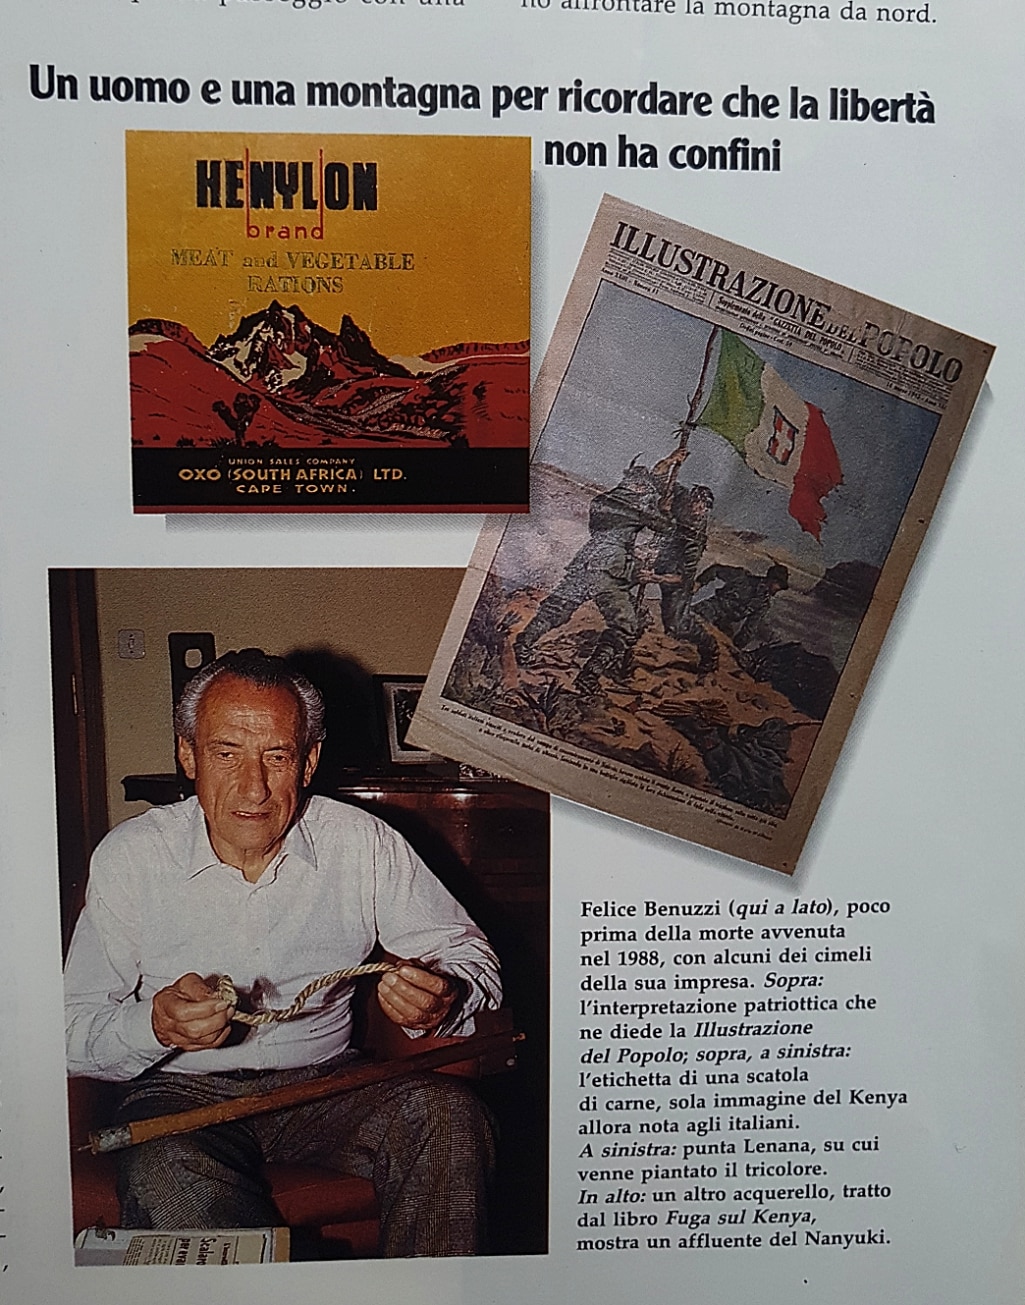 no affrontare la montagna da nord.
Un uomo e una montagna per ricordare che la libertà
non ha confini
HENYLON
brand
MEAT and VEGETABLE
RATIONS
UNION SALES COMPANY
OXO (SOUTH AFRICA) LTD.
CAPE TOWN.
ILLUSTRAZIONE DEL POPOLO
Supplemento della "GAZZETTA DEL POPOLO"
Felice Benuzzi (qui a lato), poco
prima della morte avvenuta
nel 1988, con alcuni dei cimeli
della sua impresa. Sopra:
l'interpretazione patriottica che
ne diede la Illustrazione
del Popolo; sopra, a sinistra:
l'etichetta di una scatola
di carne, sola immagine del Kenya
allora nota agli italiani.
A sinistra: punta Lenana, su cui
venne piantato il tricolore.
In alto: un altro acquerello, tratto
dal libro Fuga sul Kenya,
mostra un affluente del Nanyuki.